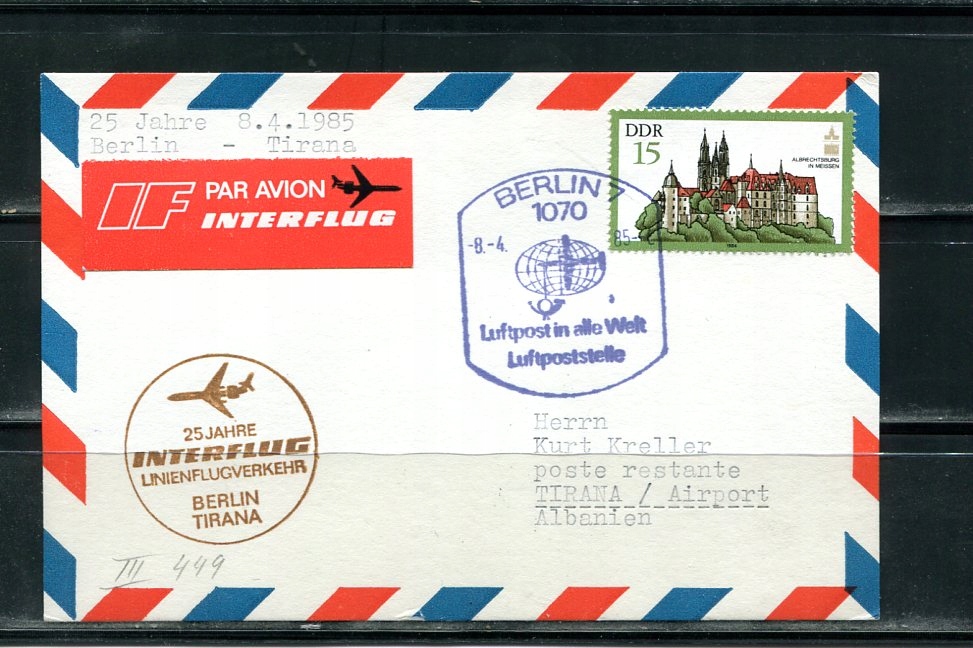 25 Jahre 8.4.1985
Berlin - Tirana
IF PAR AVION
INTERFLUG
DDR
15
ALBRECHTSBURG
IN MEISSEN
1984
BERLIN 7
1070
-8.-4. 85-
Luftpost in alle Welt
Luftpoststelle
25 JAHRE
INTERFLUG
LINIENFLUGVERKEHR
BERLIN
TIRANA
Herrn
Kurt Kreller
poste restante
TIRANA / Airport
Albanien
III 449